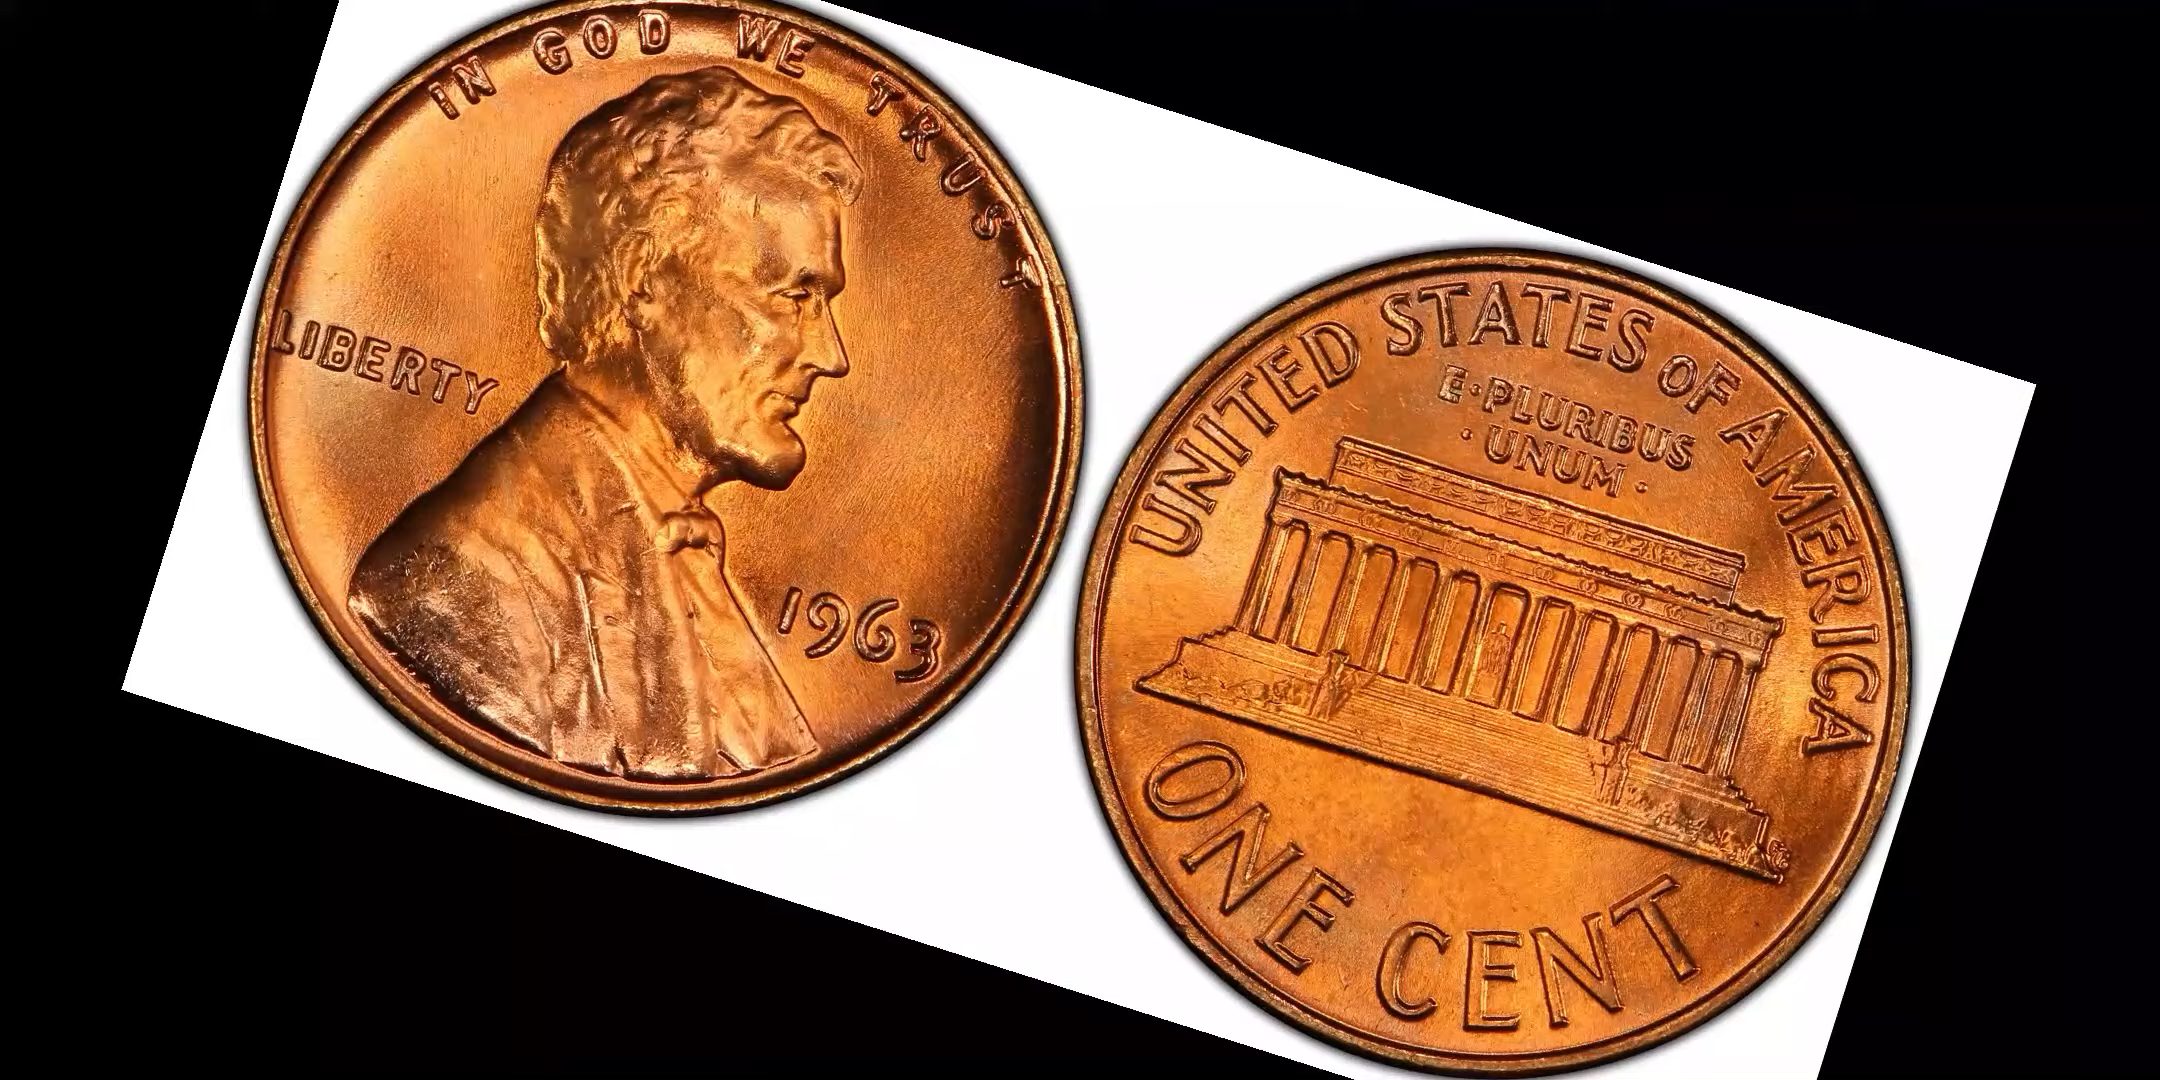 IN GOD WE TRUST
LIBERTY
1963
UNITED STATES OF AMERICA
E·PLURIBUS
·UNUM·
ONE CENT